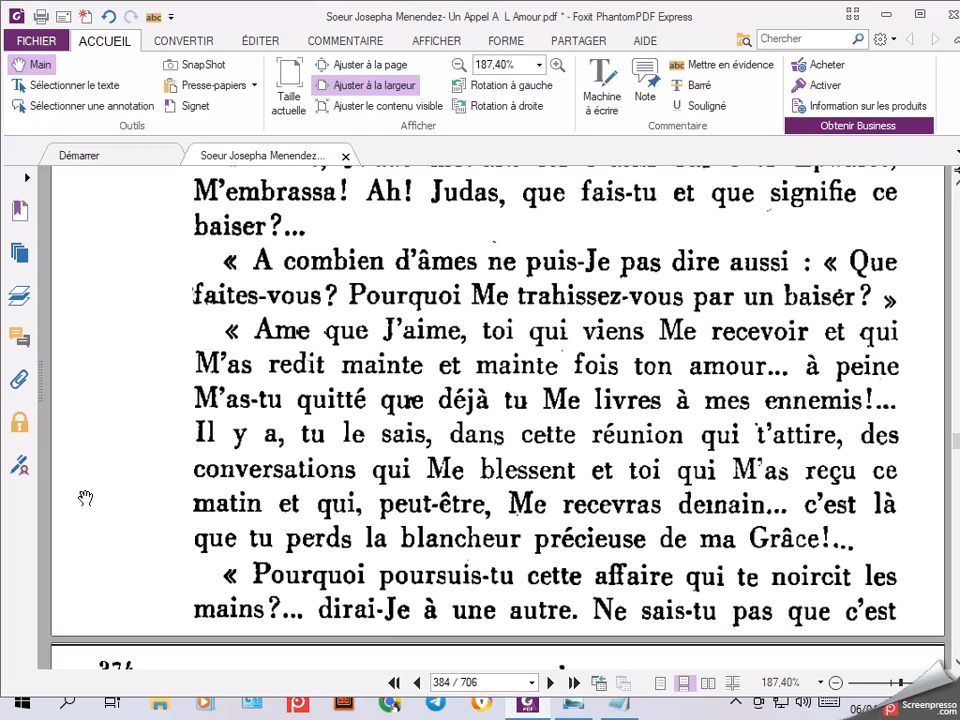 Soeur Josepha Menendez- Un Appel A L Amour.pdf * - Foxit PhantomPDF Express
FICHIER ACCUEIL CONVERTIR ÉDITER COMMENTAIRE AFFICHER FORME PARTAGER AIDE Chercher
Main
Sélectionner le texte
Sélectionner une annotation
Outils
SnapShot
Presse-papiers
Signet
Taille actuelle
Ajuster à la page
Ajuster à la largeur
Ajuster le contenu visible
187,40%
Rotation à gauche
Rotation à droite
Afficher
Machine à écrire
Note
abc Mettre en évidence
Barré
U Souligné
Commentaire
Acheter
Activer
Information sur les produits
Obtenir Business
Démarrer
Soeur Josepha Menendez...
M'embrassa! Ah! Judas, que fais-tu et que signifie ce
baiser?...
« A combien d'âmes ne puis-Je pas dire aussi : « Que
faites-vous? Pourquoi Me trahissez-vous par un baiser? »
« Ame que J'aime, toi qui viens Me recevoir et qui
M'as redit mainte et mainte fois ton amour... à peine
M'as-tu quitté que déjà tu Me livres à mes ennemis!...
Il y a, tu le sais, dans cette réunion qui t'attire, des
conversations qui Me blessent et toi qui M'as reçu ce
matin et qui, peut-être, Me recevras demain... c'est là
que tu perds la blancheur précieuse de ma Grâce!...
« Pourquoi poursuis-tu cette affaire qui te noircit les
mains?... dirai-Je à une autre. Ne sais-tu pas que c'est
384 / 706
187,40%
Screenpresso
.com